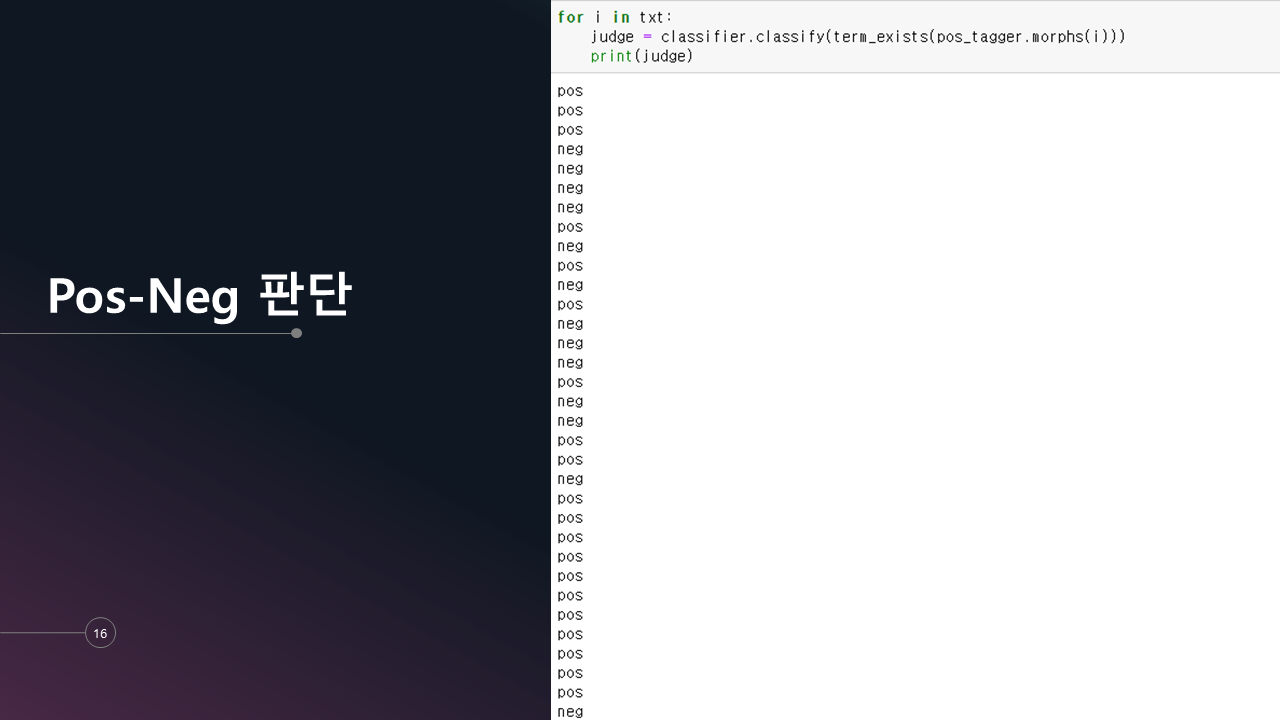 Pos-Neg 판단
16
for i in txt:
    judge = classifier.classify(term_exists(pos_tagger.morphs(i)))
    print(judge)
pos
pos
pos
neg
neg
neg
neg
pos
neg
pos
neg
pos
neg
neg
neg
pos
neg
neg
pos
pos
neg
pos
pos
pos
pos
pos
pos
pos
pos
pos
pos
pos
neg